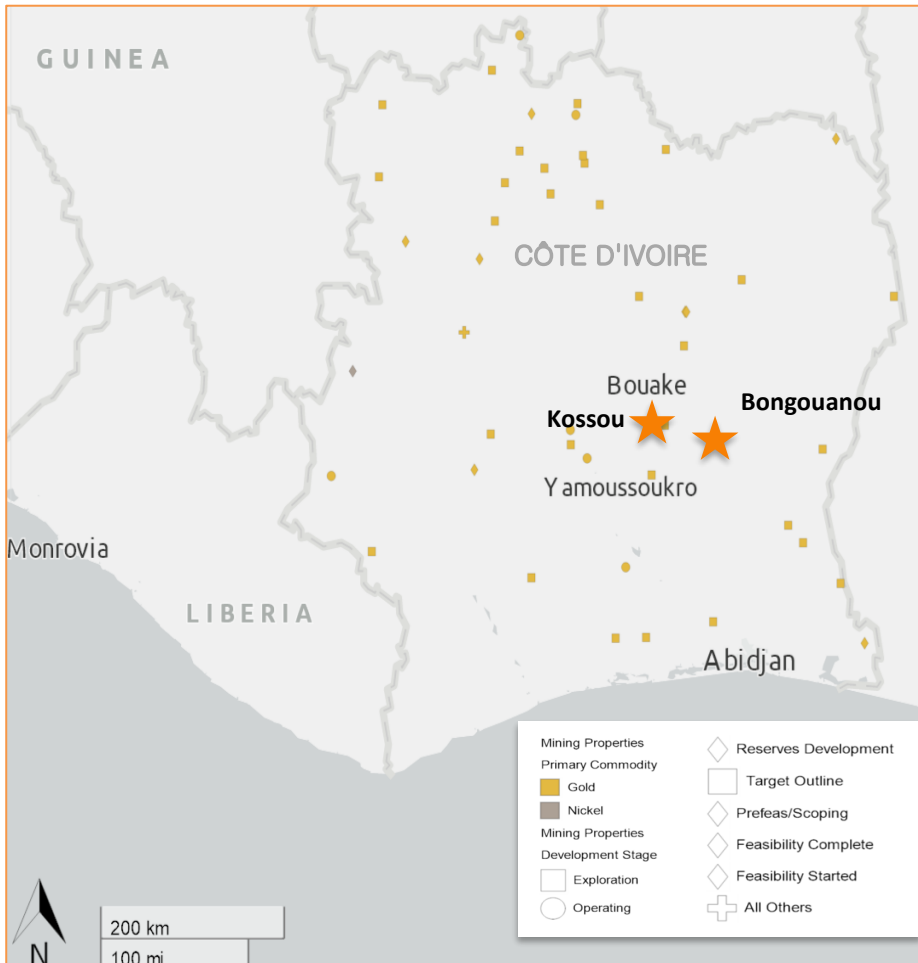 GUINEA
CÔTE D'IVOIRE
Bouake
Kossou
Bongouanou
Yamoussoukro
Monrovia
LIBERIA
Abidjan
Mining Properties
Primary Commodity
Gold
Nickel
Mining Properties
Development Stage
Exploration
Operating
Reserves Development
Target Outline
Prefeas/Scoping
Feasibility Complete
Feasibility Started
All Others
N
200 km
100 mi